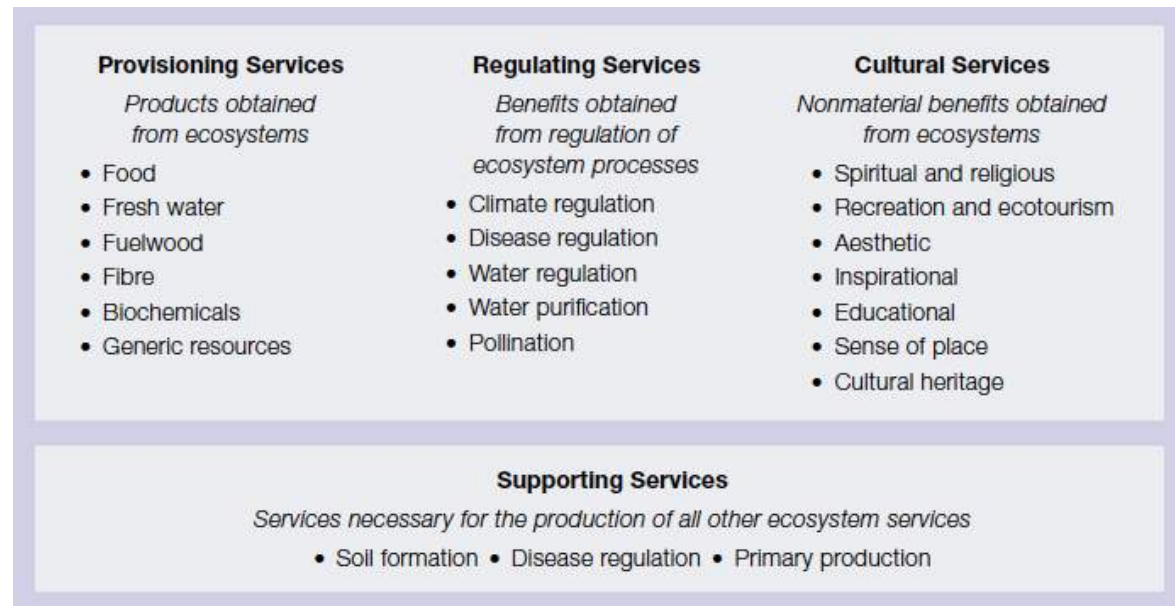 Provisioning Services
Products obtained
from ecosystems
• Food
• Fresh water
• Fuelwood
• Fibre
• Biochemicals
• Generic resources
Regulating Services
Benefits obtained
from regulation of
ecosystem processes
• Climate regulation
• Disease regulation
• Water regulation
• Water purification
• Pollination
Cultural Services
Nonmaterial benefits obtained
from ecosystems
• Spiritual and religious
• Recreation and ecotourism
• Aesthetic
• Inspirational
• Educational
• Sense of place
• Cultural heritage
Supporting Services
Services necessary for the production of all other ecosystem services
• Soil formation • Disease regulation • Primary production